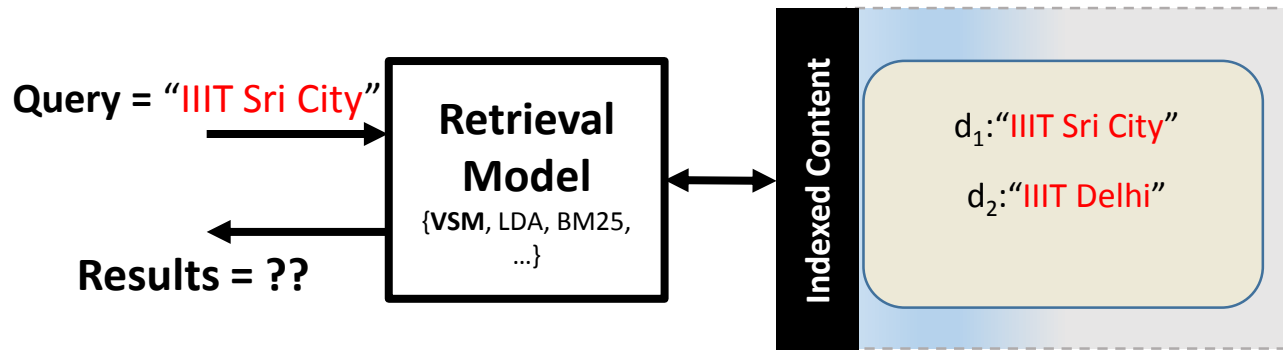 Query = “IIIT Sri City”
Results = ??
Retrieval
Model
{VSM, LDA, BM25,
…}
Indexed Content
d₁:“IIIT Sri City”
d₂:“IIIT Delhi”